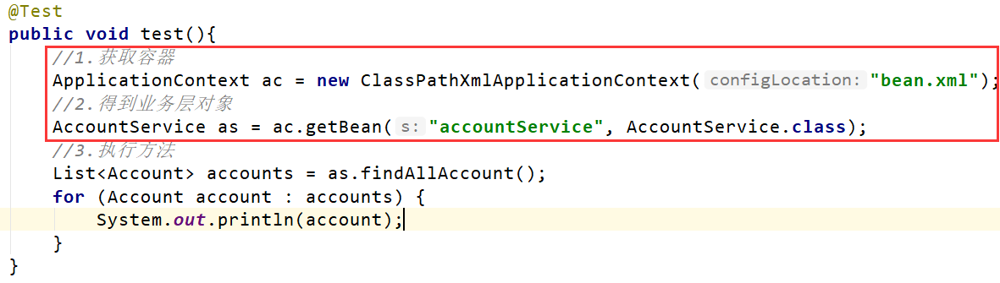 @Test
public void test(){
//1.获取容器
ApplicationContext ac = new ClassPathXmlApplicationContext( configLocation: "bean.xml");
//2.得到业务层对象
AccountService as = ac.getBean( s: "accountService", AccountService.class);
//3.执行方法
List<Account> accounts = as.findAllAccount();
for (Account account : accounts) {
System.out.println(account);
}
}